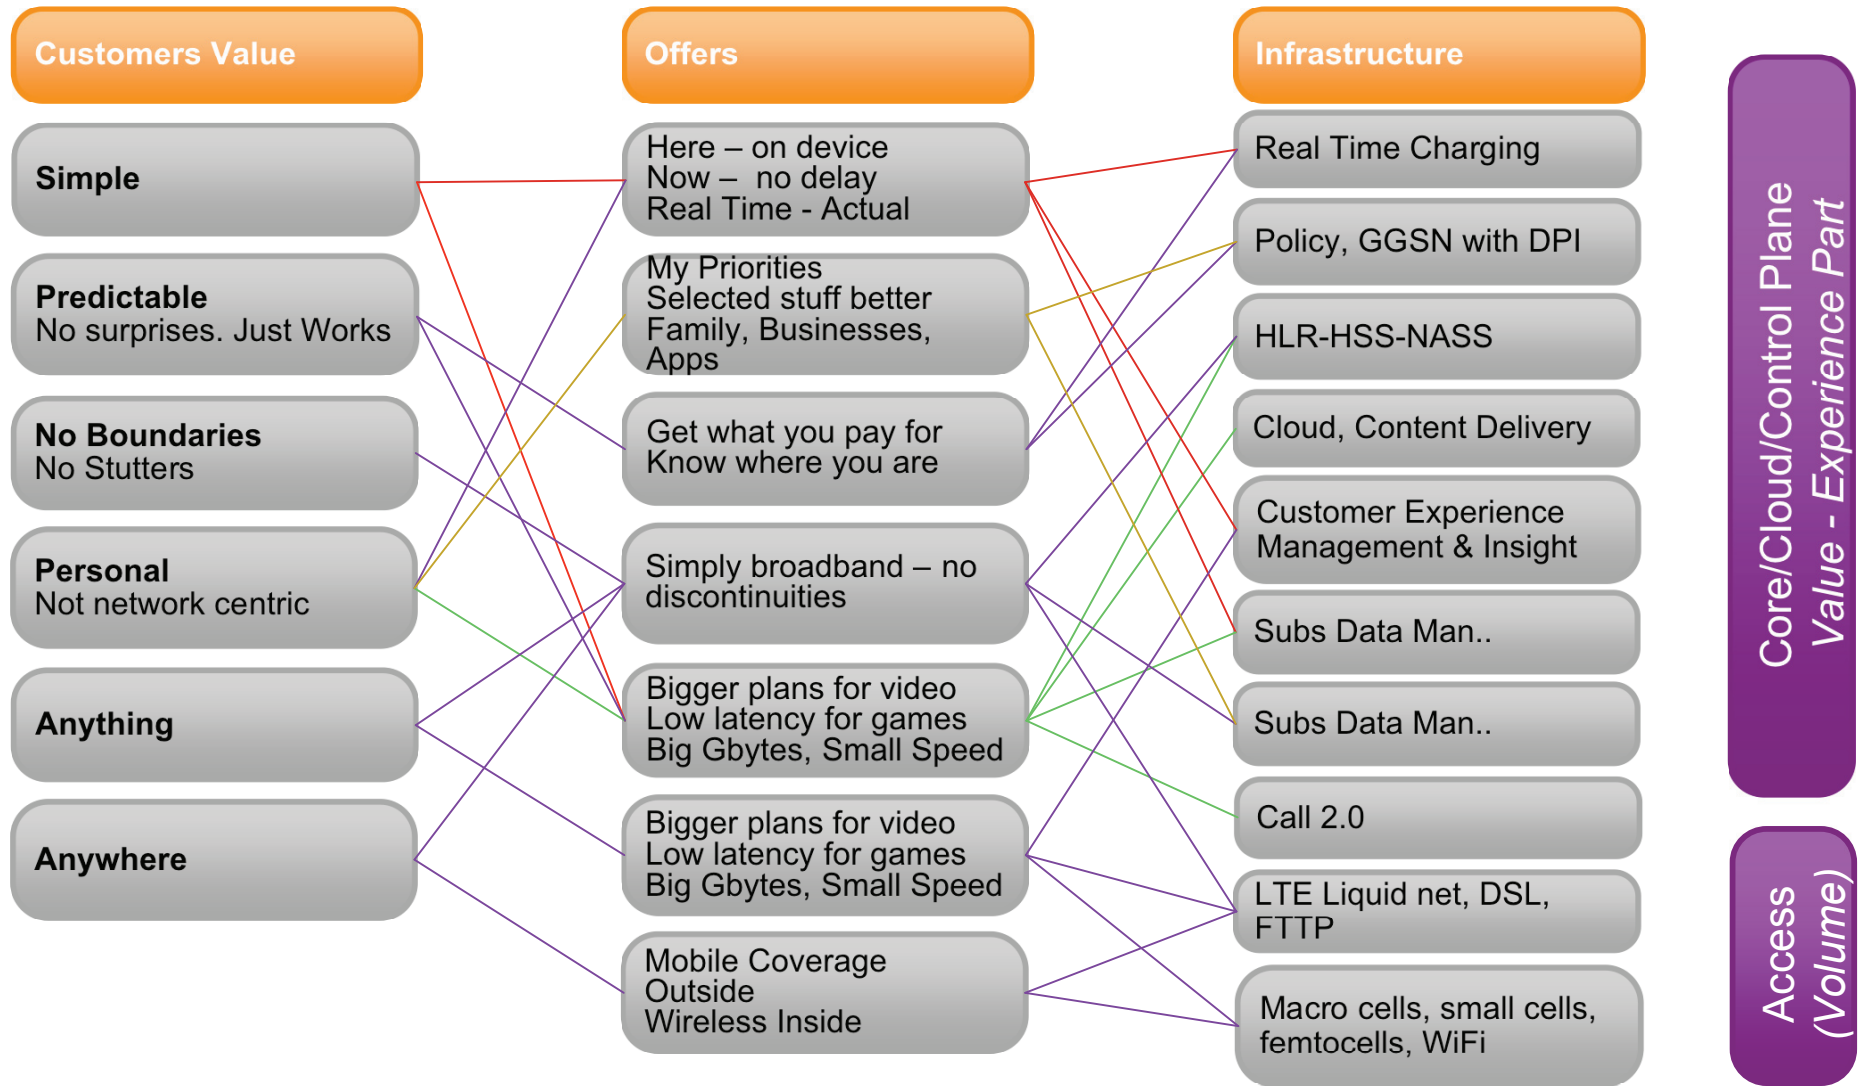 Customers Value
Simple
Predictable
No surprises. Just Works
No Boundaries
No Stutters
Personal
Not network centric
Anything
Anywhere
Offers
Here – on device
Now –  no delay
Real Time - Actual
My Priorities
Selected stuff better
Family, Businesses,
Apps
Get what you pay for
Know where you are
Simply broadband – no
discontinuities
Bigger plans for video
Low latency for games
Big Gbytes, Small Speed
Bigger plans for video
Low latency for games
Big Gbytes, Small Speed
Mobile Coverage
Outside
Wireless Inside
Infrastructure
Real Time Charging
Policy, GGSN with DPI
HLR-HSS-NASS
Cloud, Content Delivery
Customer Experience
Management & Insight
Subs Data Man..
Subs Data Man..
Call 2.0
LTE Liquid net, DSL,
FTTP
Macro cells, small cells,
femtocells, WiFi
Core/Cloud/Control Plane
Value - Experience Part
Access
(Volume)